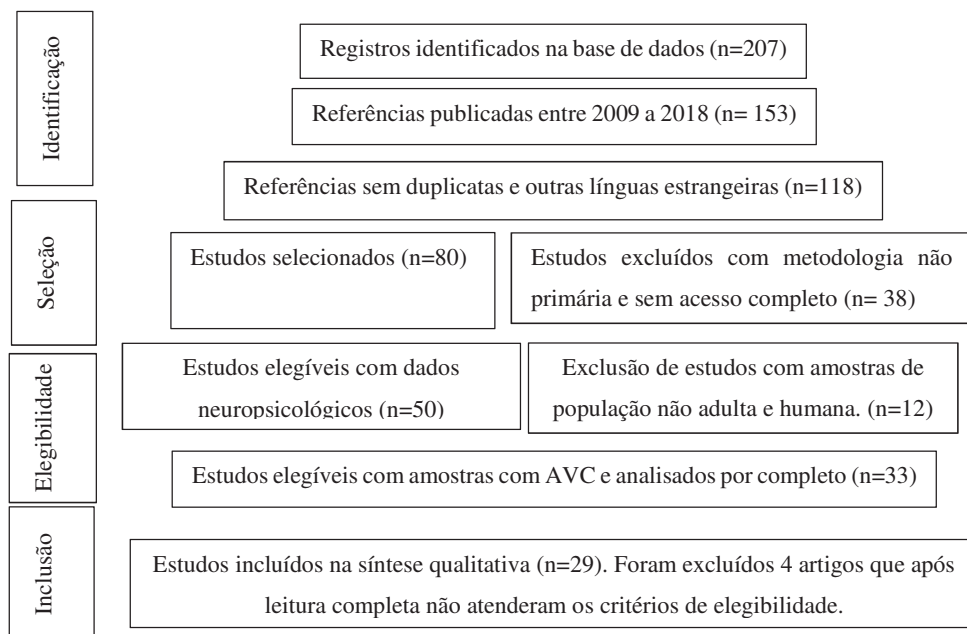 Identificação
Registros identificados na base de dados (n=207)
Referências publicadas entre 2009 a 2018 (n= 153)
Referências sem duplicatas e outras línguas estrangeiras (n=118)
Seleção
Estudos selecionados (n=80)
Estudos excluídos com metodologia não
primária e sem acesso completo (n= 38)
Elegibilidade
Estudos elegíveis com dados
neuropsicológicos (n=50)
Exclusão de estudos com amostras de
população não adulta e humana. (n=12)
Estudos elegíveis com amostras com AVC e analisados por completo (n=33)
Inclusão
Estudos incluídos na síntese qualitativa (n=29). Foram excluídos 4 artigos que após
leitura completa não atenderam os critérios de elegibilidade.